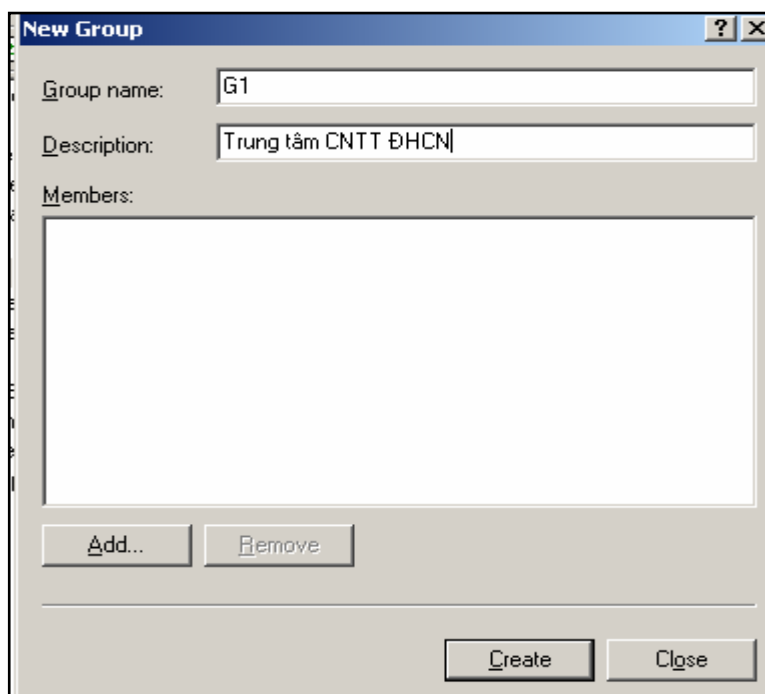 New Group
Group name: G1
Description: Trung tâm CNTT ĐHCN
Members:
Add... Remove
Create Close